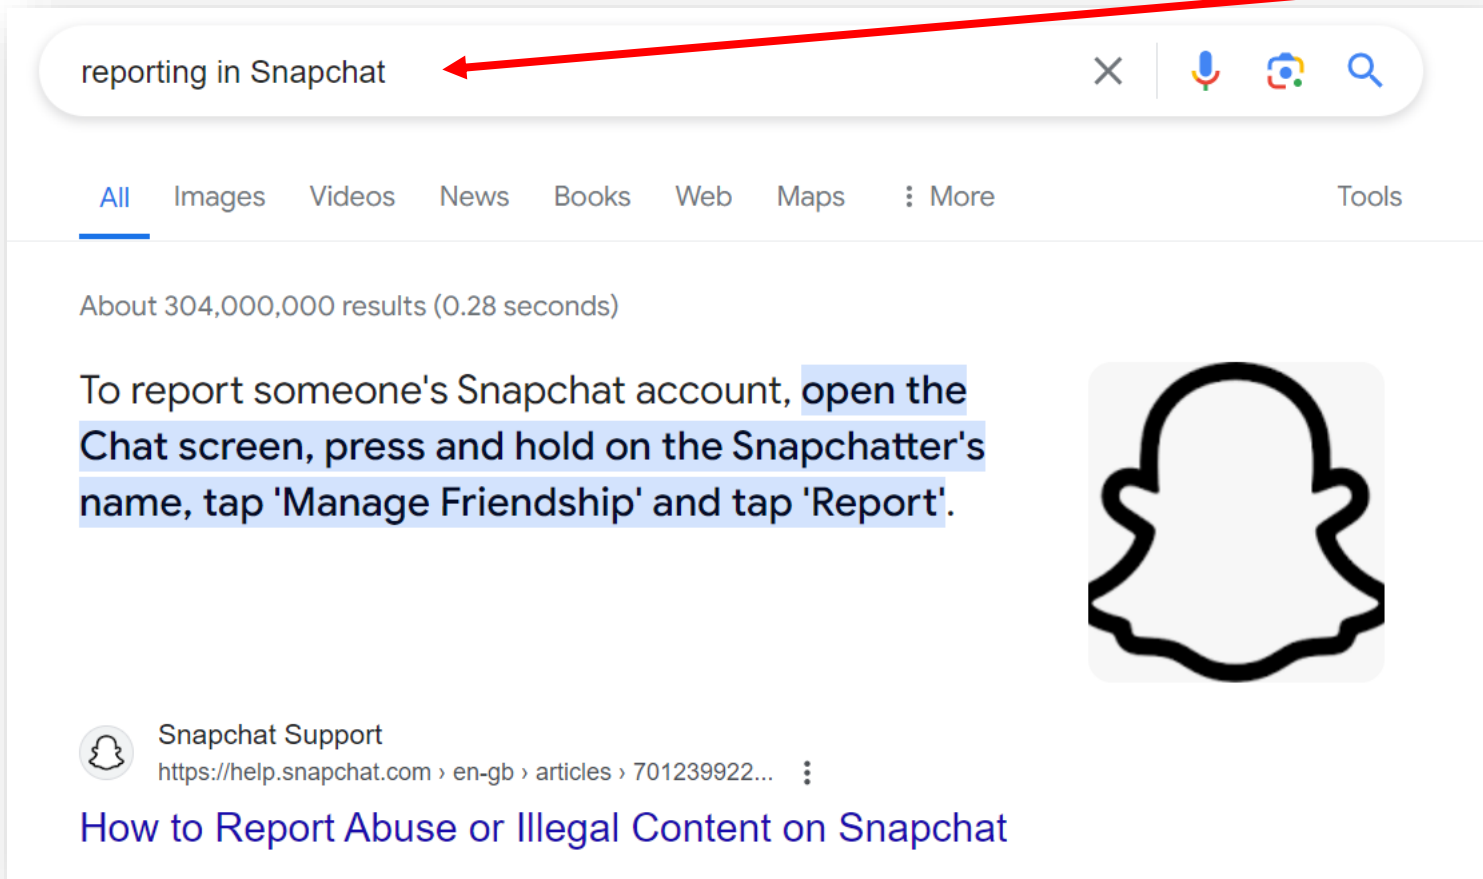 reporting in Snapchat
All Images Videos News Books Web Maps More Tools
About 304,000,000 results (0.28 seconds)
To report someone's Snapchat account, open the
Chat screen, press and hold on the Snapchatter's
name, tap 'Manage Friendship' and tap 'Report'.
Snapchat Support
https://help.snapchat.com › en-gb › articles › 701239922...
How to Report Abuse or Illegal Content on Snapchat